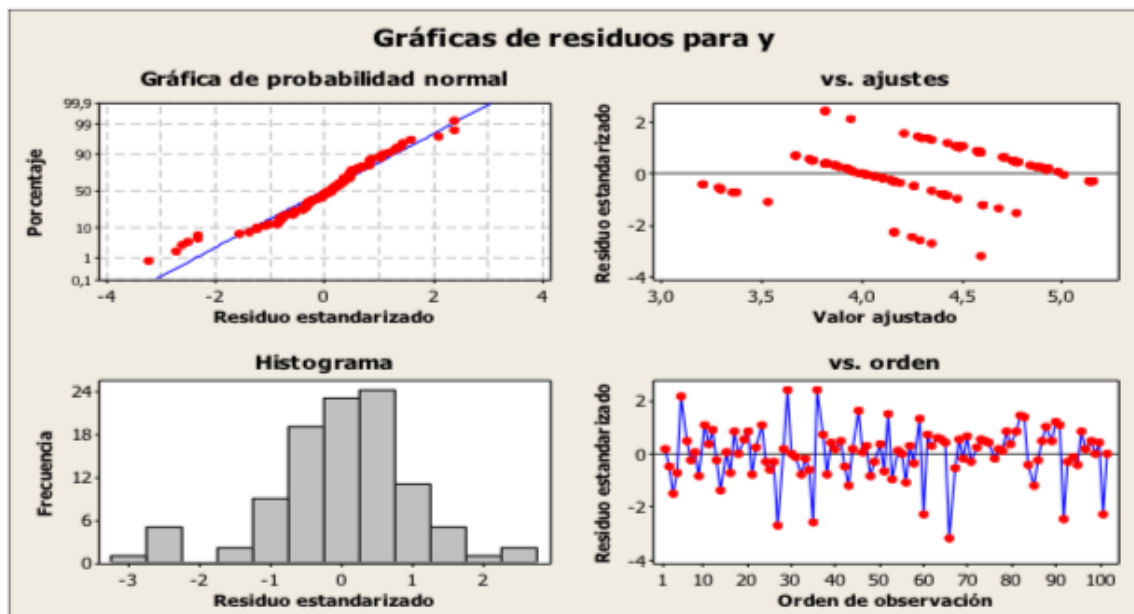 Gráficas de residuos para y
Gráfica de probabilidad normal
99,9
99
90
50
10
1
0,1
Porcentaje
-4 -2 0 2 4
Residuo estandarizado
vs. ajustes
2
0
-2
-4
Residuo estandarizado
3,0 3,5 4,0 4,5 5,0
Valor ajustado
Histograma
24
18
12
6
0
Frecuencia
-3 -2 -1 0 1 2
Residuo estandarizado
vs. orden
2
0
-2
-4
Residuo estandarizado
1 10 20 30 40 50 60 70 80 90 100
Orden de observación